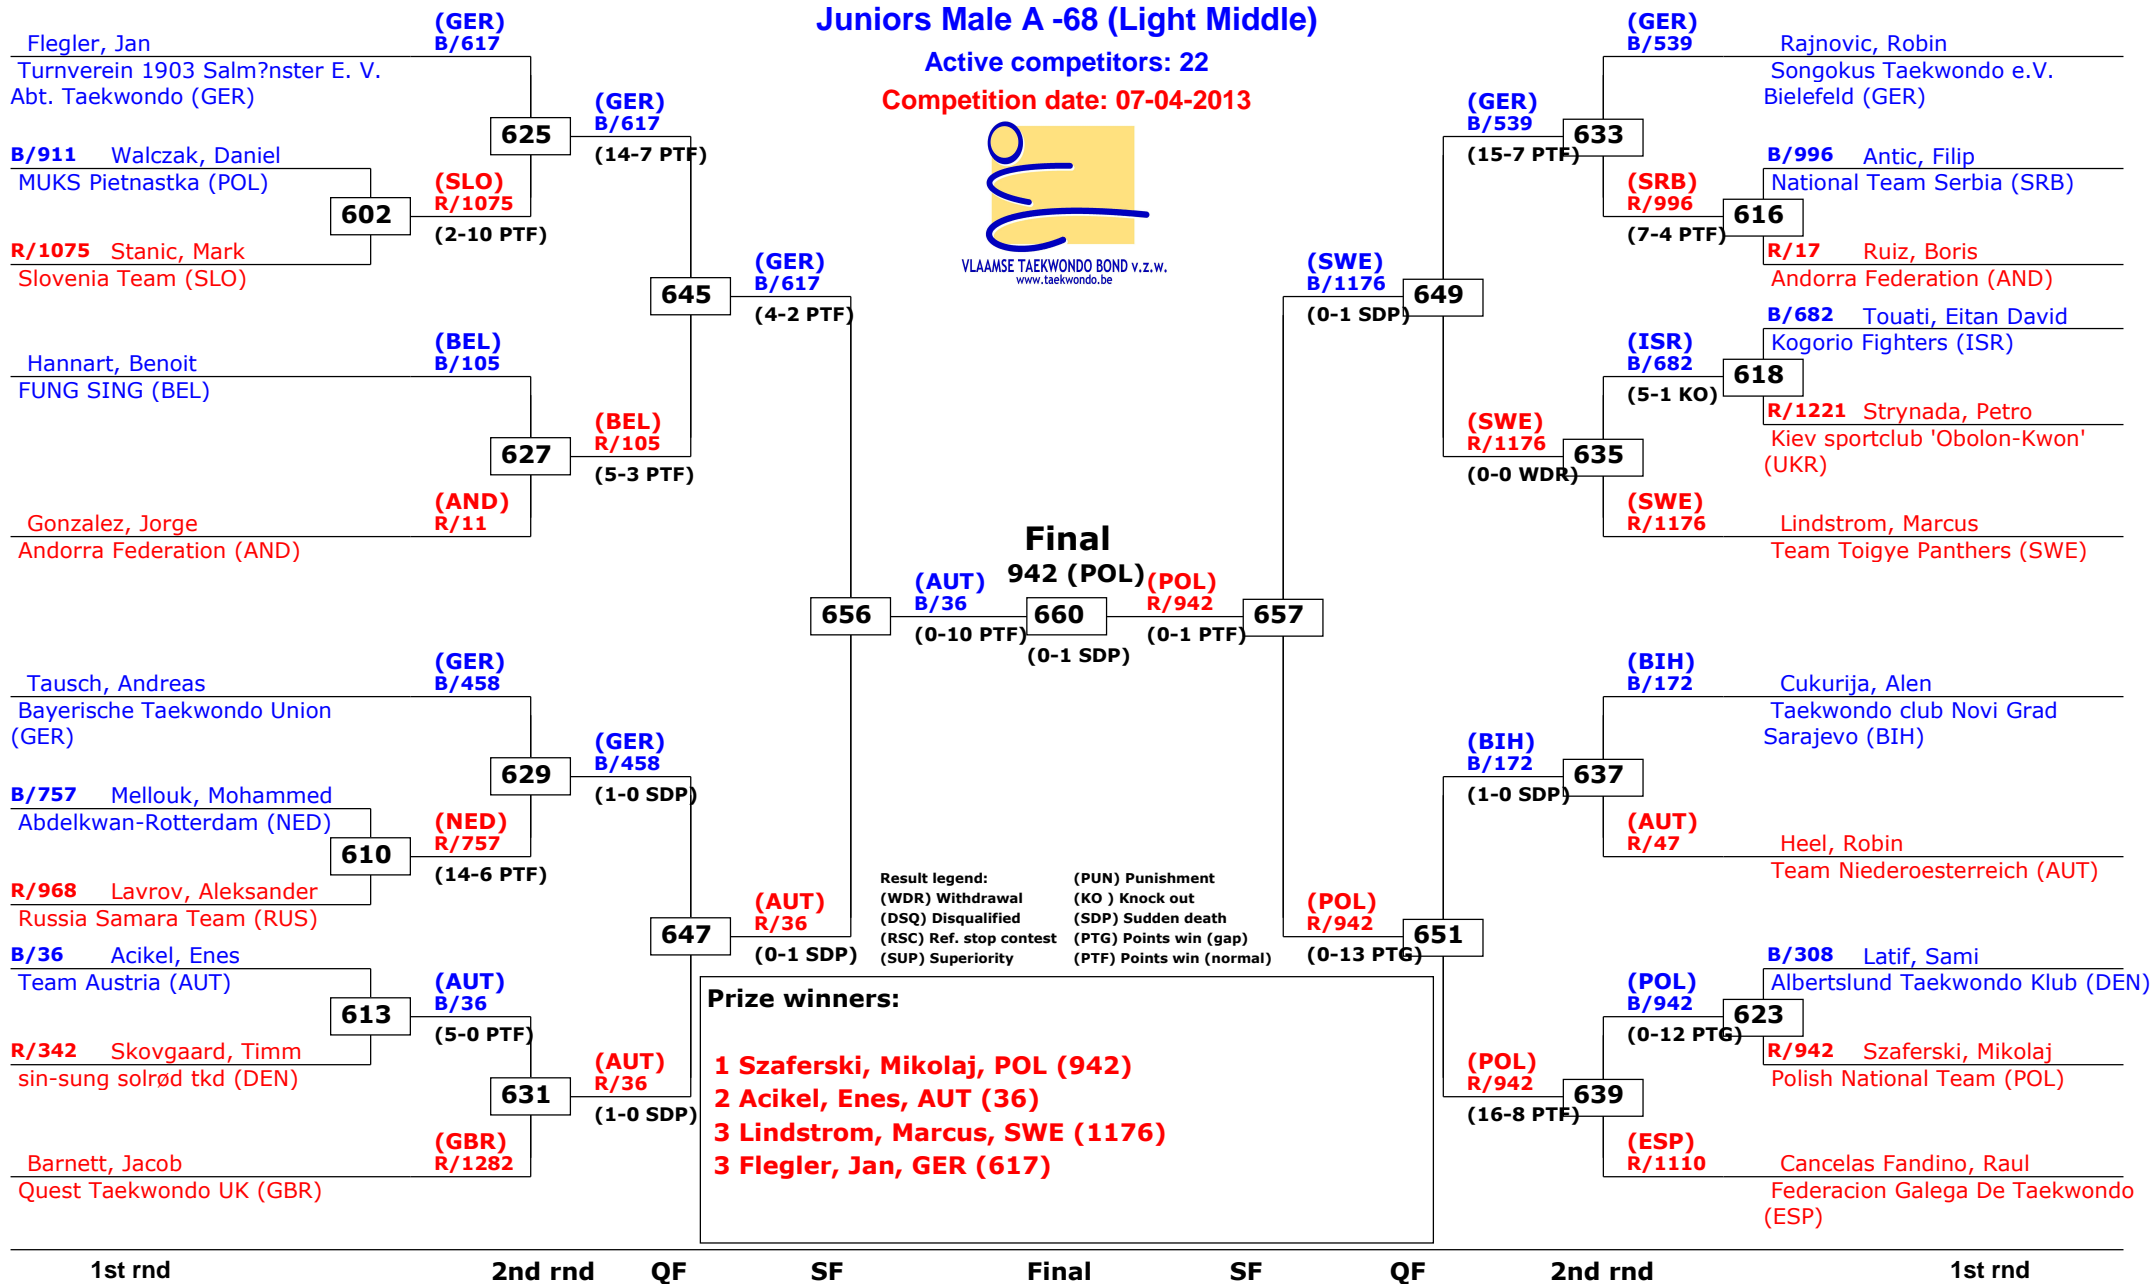 Juniors Male A -68 (Light Middle)
Active competitors: 22
Competition date: 07-04-2013
VLAAMSE TAEKWONDO BOND v.z.w.
www.taekwondo.be
Flegler, Jan
Turnverein 1903 Salm?nster E. V.
Abt. Taekwondo (GER)
(GER)
B/617
B/911 Walczak, Daniel
MUKS Pietnastka (POL)
602
(SLO)
R/1075
(2-10 PTF)
R/1075 Stanic, Mark
Slovenia Team (SLO)
625
(GER)
B/617
(14-7 PTF)
Hannart, Benoit
FUNG SING (BEL)
(BEL)
B/105
627
(BEL)
R/105
(5-3 PTF)
Gonzalez, Jorge
Andorra Federation (AND)
(AND)
R/11
645
(GER)
B/617
(4-2 PTF)
Tausch, Andreas
Bayerische Taekwondo Union
(GER)
(GER)
B/458
B/757 Mellouk, Mohammed
Abdelkwan-Rotterdam (NED)
610
(NED)
R/757
(14-6 PTF)
R/968 Lavrov, Aleksander
Russia Samara Team (RUS)
629
(GER)
B/458
(1-0 SDP)
B/36 Acikel, Enes
Team Austria (AUT)
613
(AUT)
B/36
(5-0 PTF)
R/342 Skovgaard, Timm
sin-sung solrød tkd (DEN)
631
(AUT)
R/36
(1-0 SDP)
Barnett, Jacob
Quest Taekwondo UK (GBR)
(GBR)
R/1282
647
(AUT)
R/36
(0-1 SDP)
656
(AUT)
B/36
(0-10 PTF)
Final
942 (POL)
660
(0-1 SDP)
(POL)
R/942
(0-1 PTF)
657
(SWE)
B/1176
(0-1 SDP)
649
(GER)
B/539
(15-7 PTF)
633
(GER)
B/539
Rajnovic, Robin
Songokus Taekwondo e.V.
Bielefeld (GER)
B/996 Antic, Filip
National Team Serbia (SRB)
(SRB)
R/996
(7-4 PTF)
616
R/17 Ruiz, Boris
Andorra Federation (AND)
B/682 Touati, Eitan David
Kogorio Fighters (ISR)
(ISR)
B/682
(5-1 KO)
618
R/1221 Strynada, Petro
Kiev sportclub 'Obolon-Kwon'
(UKR)
(SWE)
R/1176
(0-0 WDR)
635
(SWE)
R/1176
Lindstrom, Marcus
Team Toigye Panthers (SWE)
(BIH)
B/172
Cukurija, Alen
Taekwondo club Novi Grad
Sarajevo (BIH)
(BIH)
B/172
(1-0 SDP)
637
(AUT)
R/47
Heel, Robin
Team Niederoesterreich (AUT)
(POL)
R/942
(0-13 PTG)
651
B/308 Latif, Sami
Albertslund Taekwondo Klub (DEN)
(POL)
B/942
(0-12 PTG)
623
R/942 Szaferski, Mikolaj
Polish National Team (POL)
(POL)
R/942
(16-8 PTF)
639
(ESP)
R/1110
Cancelas Fandino, Raul
Federacion Galega De Taekwondo
(ESP)
Result legend: (PUN) Punishment
(WDR) Withdrawal (KO ) Knock out
(DSQ) Disqualified (SDP) Sudden death
(RSC) Ref. stop contest (PTG) Points win (gap)
(SUP) Superiority (PTF) Points win (normal)
Prize winners:
1 Szaferski, Mikolaj, POL (942)
2 Acikel, Enes, AUT (36)
3 Lindstrom, Marcus, SWE (1176)
3 Flegler, Jan, GER (617)
1st rnd 2nd rnd QF SF Final SF QF 2nd rnd 1st rnd